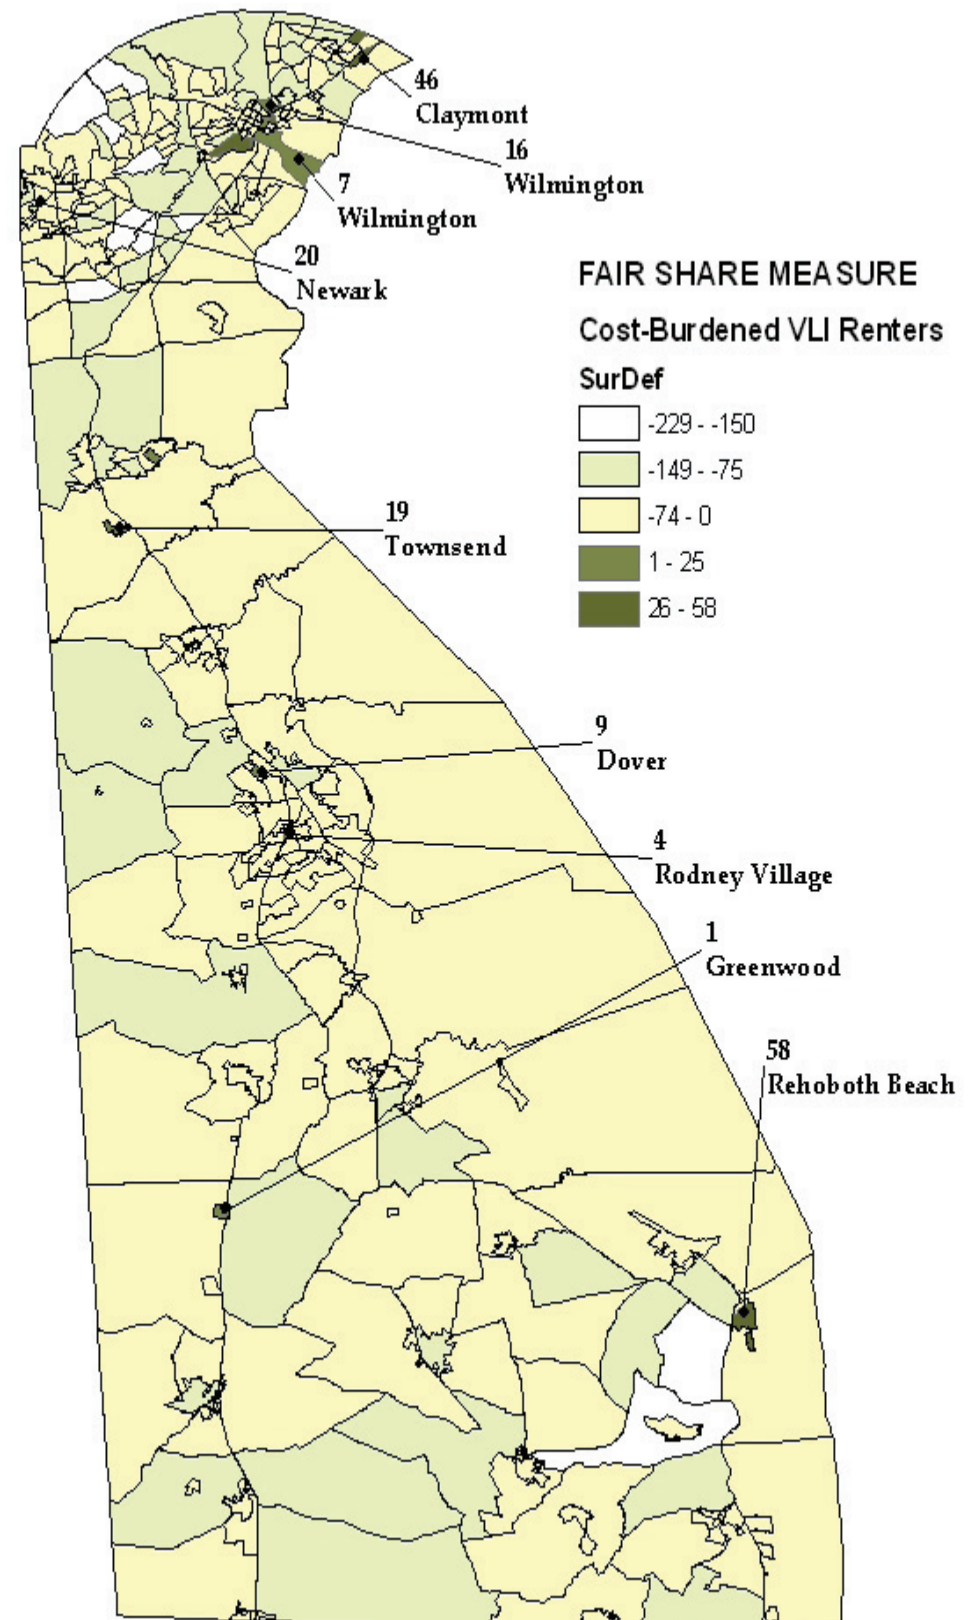 46
Claymont
16
Wilmington
7
Wilmington
20
Newark
FAIR SHARE MEASURE
Cost-Burdened VLI Renters
SurDef
-229 - -150
-149 - -75
-74 - 0
1 - 25
26 - 58
19
Townsend
9
Dover
4
Rodney Village
1
Greenwood
58
Rehoboth Beach